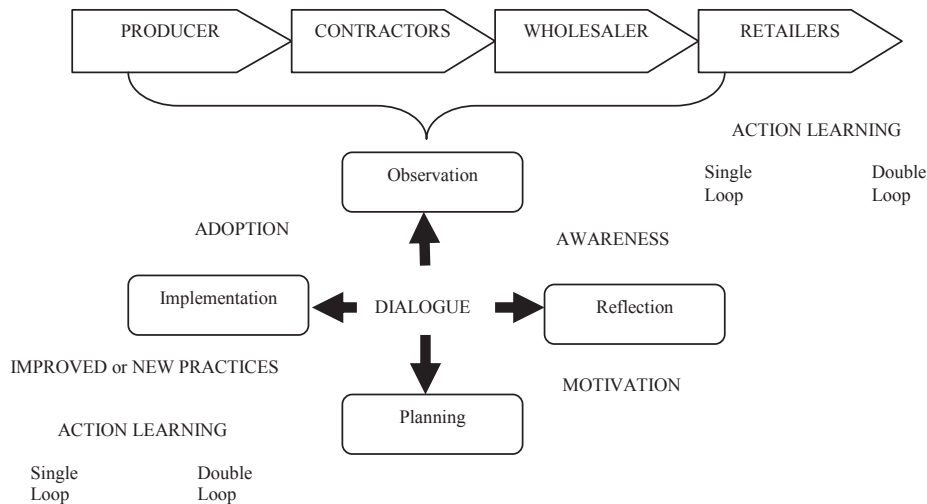 PRODUCER CONTRACTORS WHOLESALER RETAILERS
ACTION LEARNING
Single Loop
Double Loop
Observation
ADOPTION
AWARENESS
Implementation
DIALOGUE
Reflection
IMPROVED or NEW PRACTICES
MOTIVATION
Planning
ACTION LEARNING
Single Loop
Double Loop